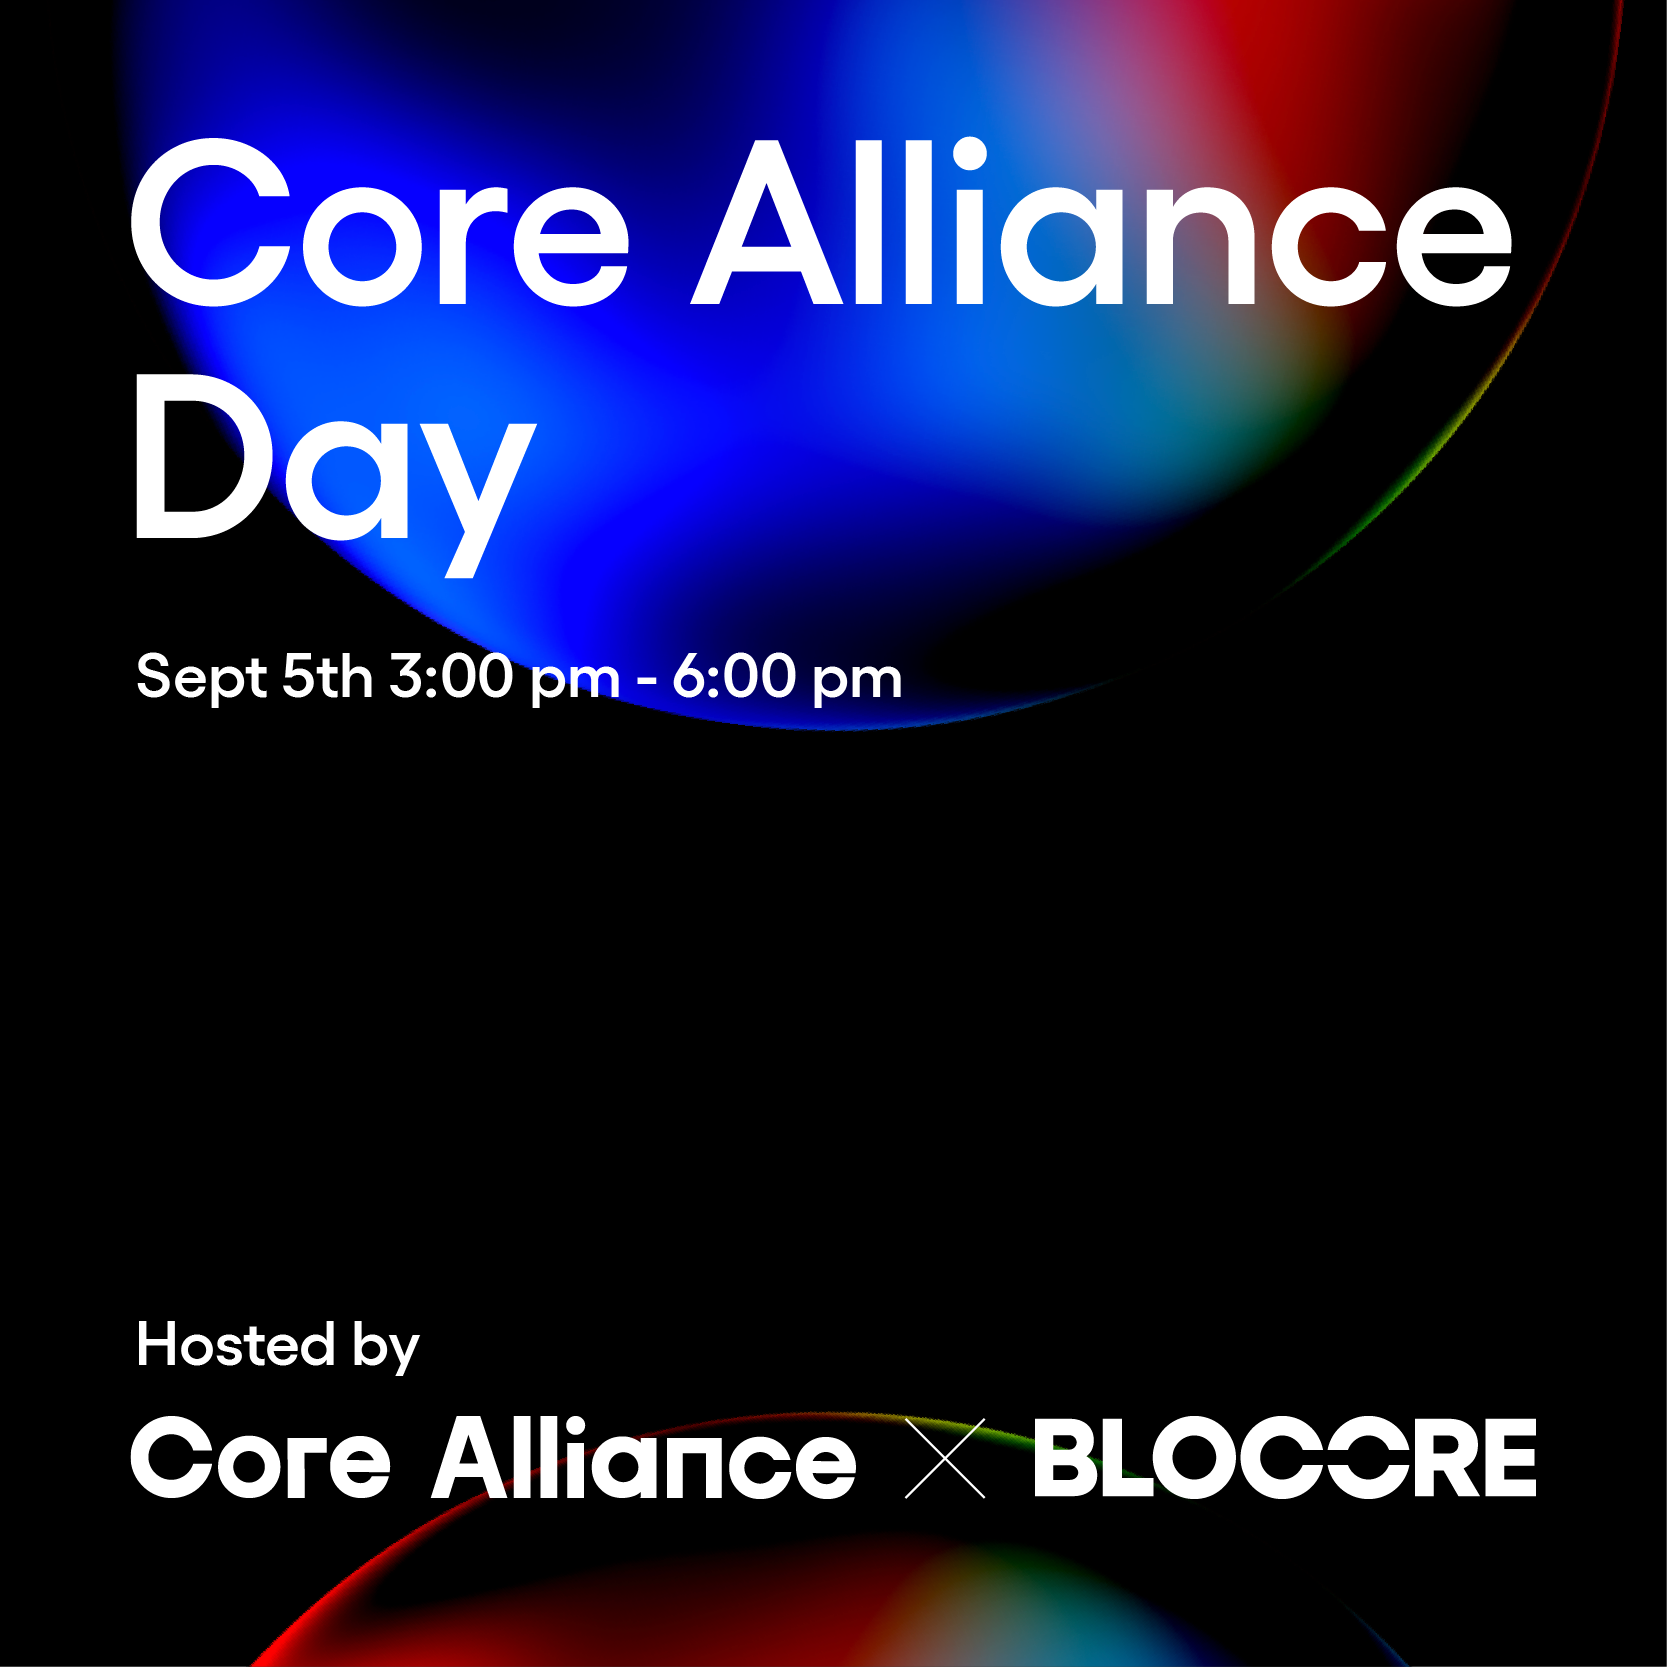 Core Alliance
Day
Sept 5th 3:00 pm - 6:00 pm
Hosted by
Core Alliance × BLOCORE